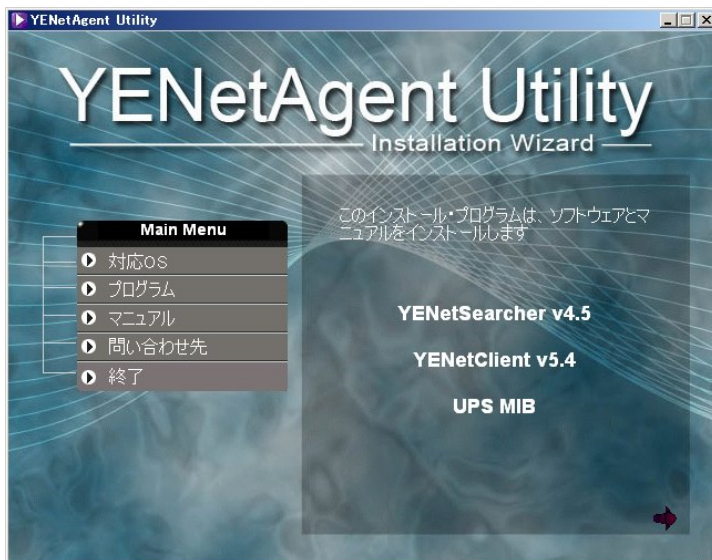 YENetAgent Utility
YENetAgent Utility
Installation Wizard
Main Menu
対応OS
プログラム
マニュアル
問い合わせ先
終了
このインストール・プログラムは、ソフトウェアとマ
ニュアルをインストールします
YENetSearcher v4.5
YENetClient v5.4
UPS MIB